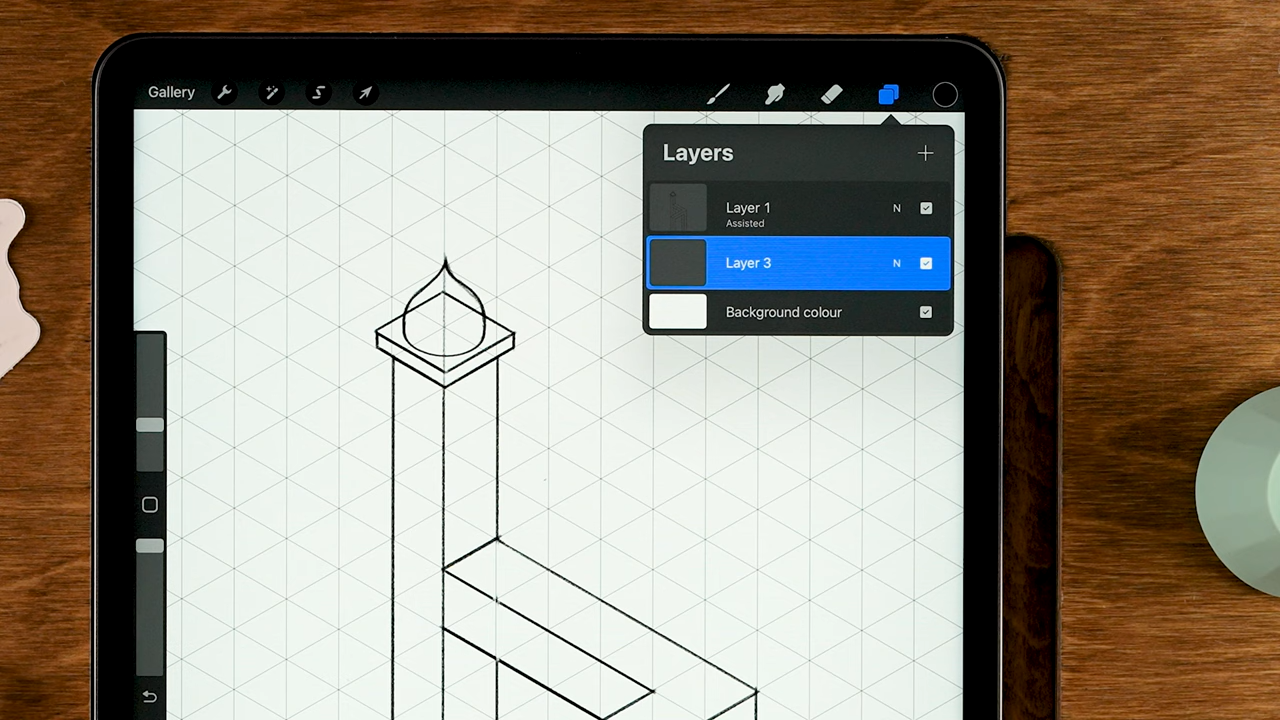 Gallery
Layers
Layer 1
N
Assisted
Layer 3
N
Background colour